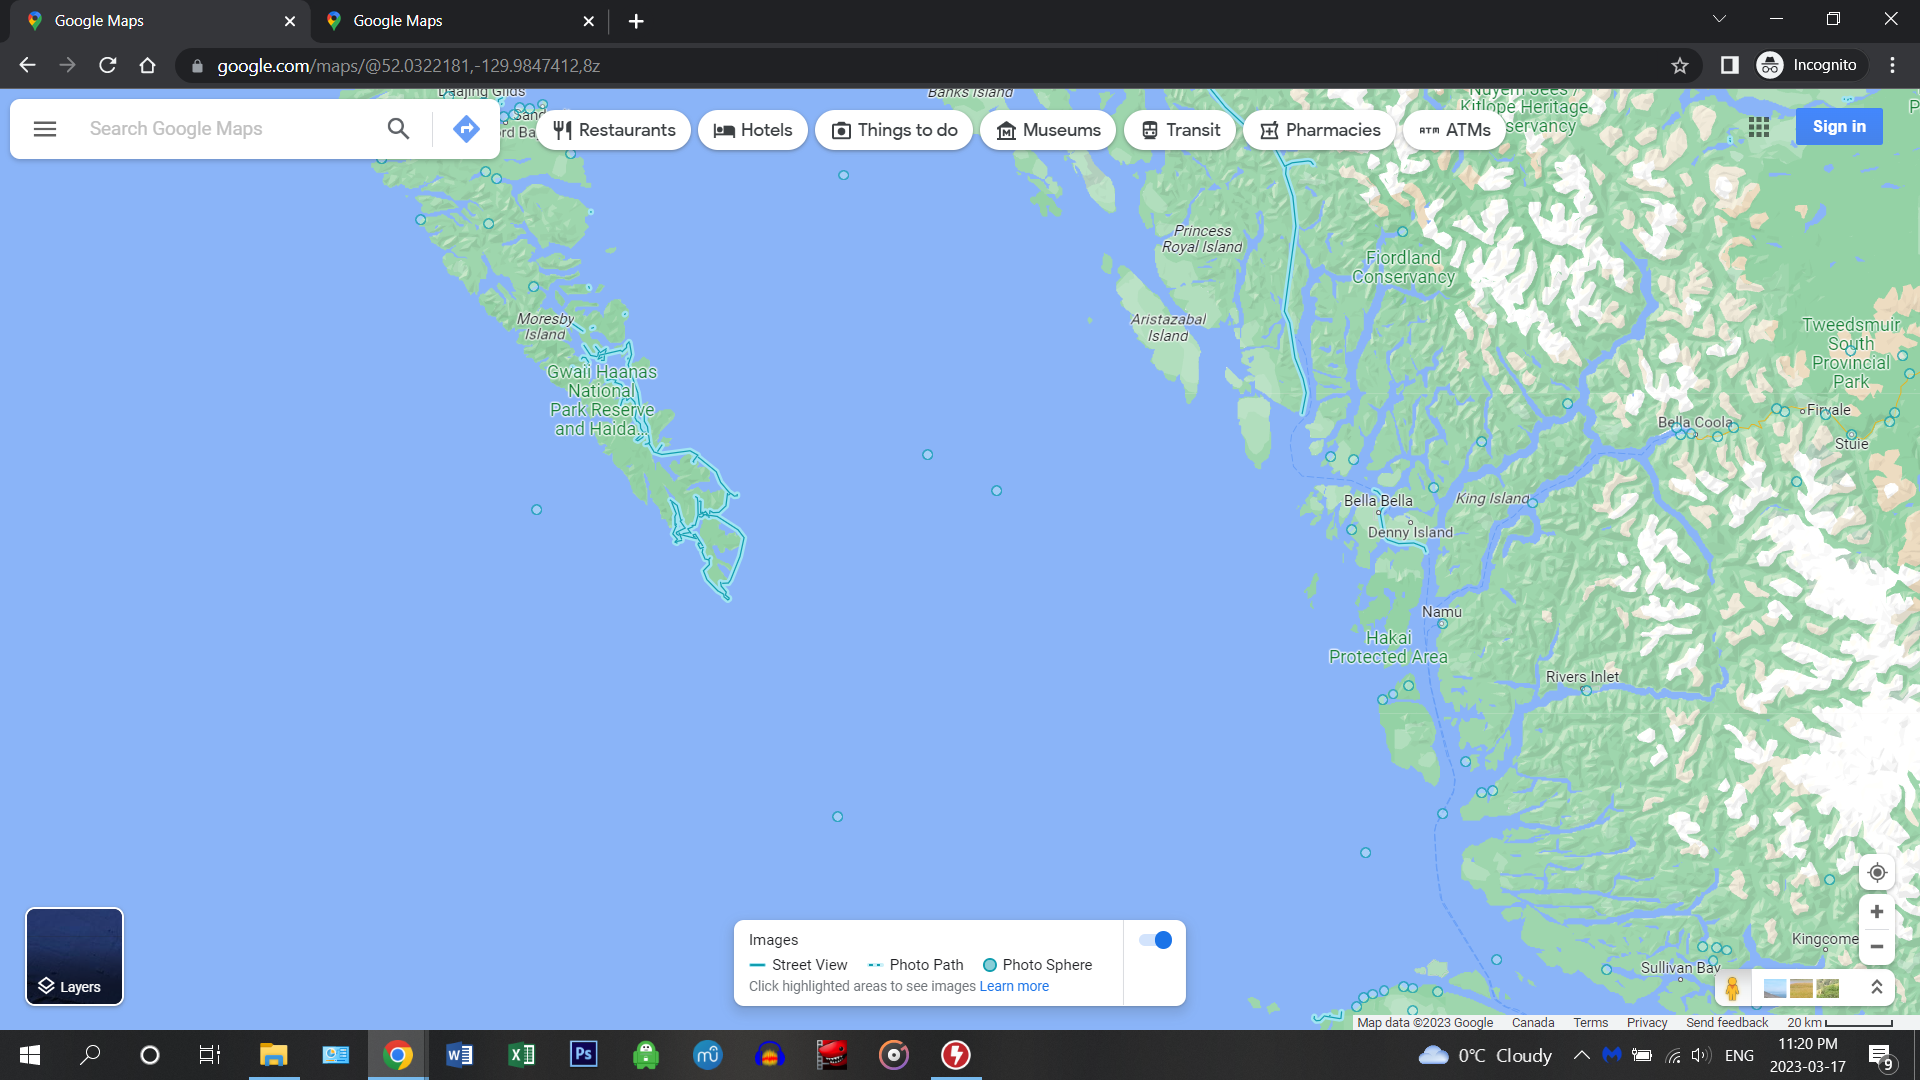 Google Maps
Google Maps
google.com/maps/@52.0322181,-129.9847412,8z
Incognito
Search Google Maps
Restaurants
Hotels
Things to do
Museums
Transit
Pharmacies
ATM ATMs
Sign in
Daajing Giids
Sand
Banks Island
Nuyem Jees /
Kitlope Heritage
servancy
Princess
Royal Island
Fiordland
Conservancy
Moresby
Island
Aristazabal
Island
Tweedsmuir
South
Provincial
Park
Gwaii Haanas
National
Park Reserve
and Haida...
Bella Coola
Firvale
Stuie
Bella Bella
King Island
Denny Island
Namu
Hakai
Protected Area
Rivers Inlet
Kingcome
Sullivan Bay
Layers
Images
Street View
Photo Path
Photo Sphere
Click highlighted areas to see images Learn more
Map data ©2023 Google
Canada
Terms
Privacy
Send feedback
20 km
0°C Cloudy
ENG
11:20 PM
2023-03-17
9